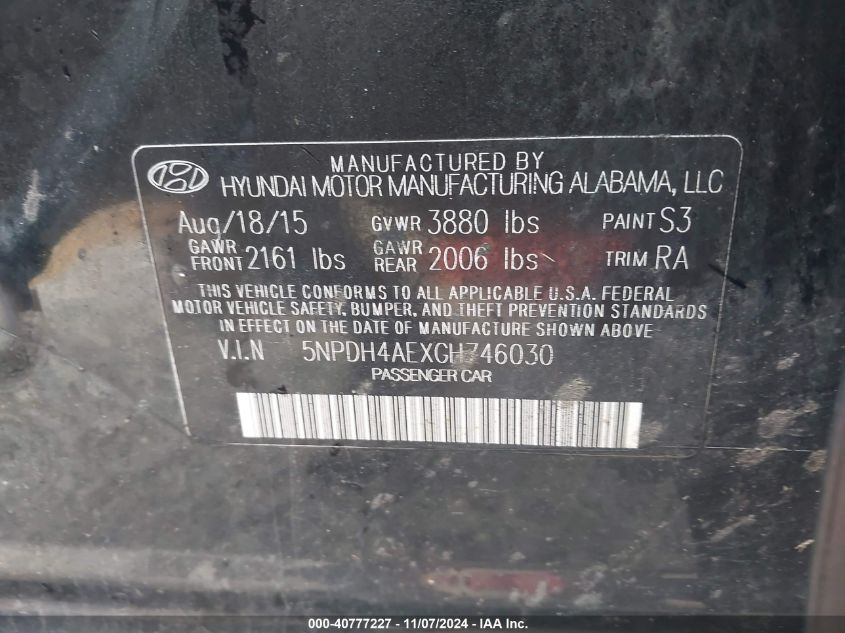 MANUFACTURED BY
HYUNDAI MOTOR MANUFACTURING ALABAMA, LLC
Aug/18/15 GVWR 3880 lbs PAINT S3
GAWR FRONT 2161 lbs GAWR REAR 2006 lbs TRIM RA
THIS VEHICLE CONFORMS TO ALL APPLICABLE U.S.A. FEDERAL
MOTOR VEHICLE SAFETY, BUMPER, AND THEFT PREVENTION STANDARDS
IN EFFECT ON THE DATE OF MANUFACTURE SHOWN ABOVE
V.I.N 5NPDH4AEXGH746030
PASSENGER CAR
000-40777227 - 11/07/2024 - IAA Inc.